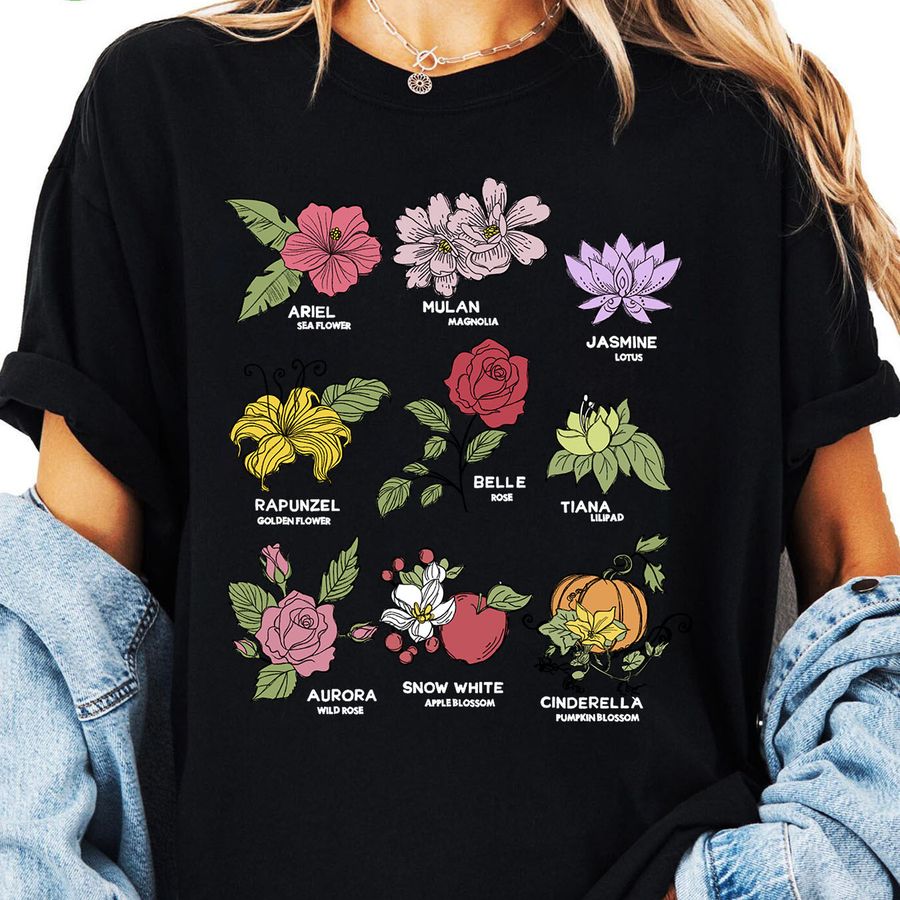 ARIEL
SEA FLOWER
MULAN
MAGNOLIA
JASMINE
LOTUS
RAPUNZEL
GOLDEN FLOWER
BELLE
ROSE
TIANA
LILIPAD
AURORA
WILD ROSE
SNOW WHITE
APPLE BLOSSOM
CINDERELLA
PUMPKIN BLOSSOM